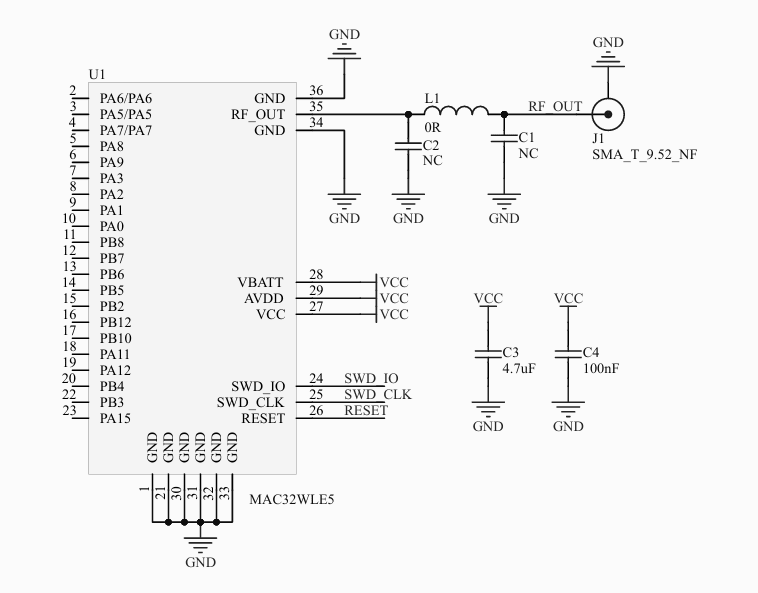 GND
GND
U1
2 PA6/PA6 GND 36
3 PA5/PA5 RF_OUT 35 L1 RF_OUT
4 PA7/PA7 GND 34 0R
5 PA8 C2 C1 J1
6 PA9 NC NC SMA_T_9.52_NF
7 PA3
8 PA2
9 PA1 GND GND GND
10 PA0
11 PB8
12 PB7
13 PB6 VBATT 28 VCC
14 PB5 AVDD 29 VCC VCC VCC
15 PB2 VCC 27 VCC
16 PB12
17 PB10
18 PA11 C3 C4
19 PA12 4.7uF 100nF
20 PB4 SWD_IO 24 SWD_IO
22 PB3 SWD_CLK 25 SWD_CLK
23 PA15 RESET 26 RESET
GND GND
GND GND GND GND GND GND
1 21 30 31 32 33
MAC32WLE5
GND